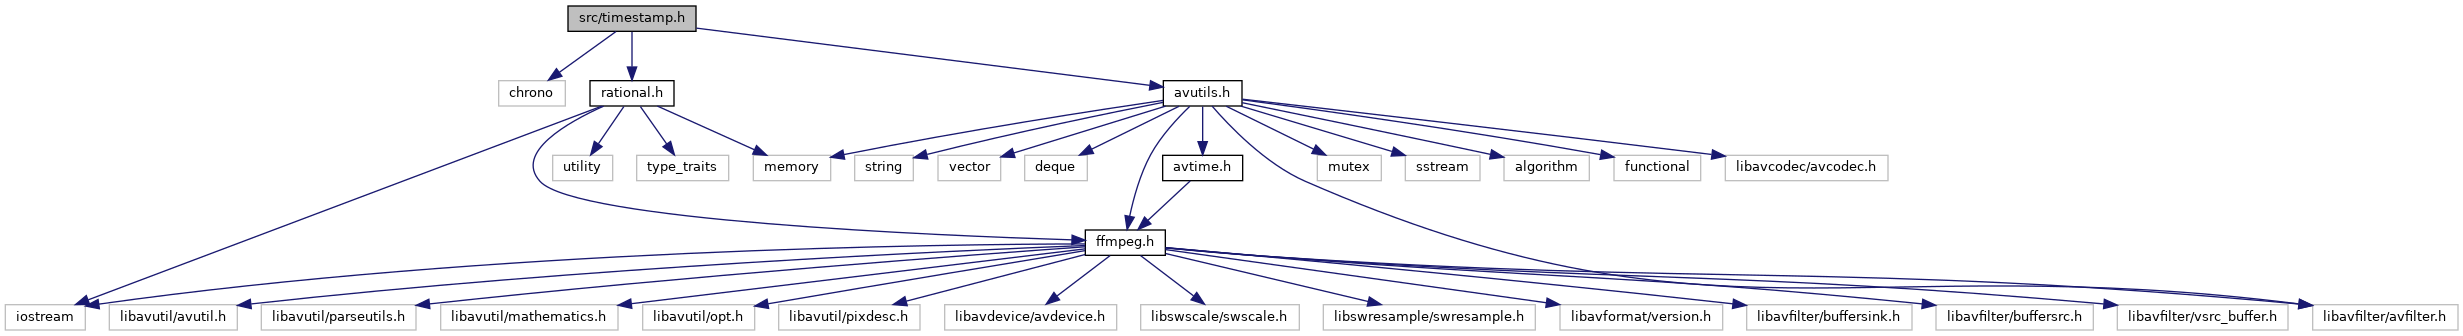 src/timestamp.h
chrono
rational.h
avutils.h
utility
type_traits
memory
string
vector
deque
avtime.h
mutex
sstream
algorithm
functional
libavcodec/avcodec.h
ffmpeg.h
iostream
libavutil/avutil.h
libavutil/parseutils.h
libavutil/mathematics.h
libavutil/opt.h
libavutil/pixdesc.h
libavdevice/avdevice.h
libswscale/swscale.h
libswresample/swresample.h
libavformat/version.h
libavfilter/buffersink.h
libavfilter/buffersrc.h
libavfilter/vsrc_buffer.h
libavfilter/avfilter.h